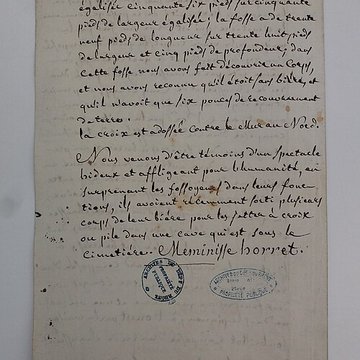 égalisée cinquante six pieds sur cinquante
pieds de largeur égalisée; la fosse a de trente
neuf pieds de longueur sur trente huit pieds
de largeur et cinq pieds de profondeur; dans
cette fosse nous avons fait découvrir un corps,
et nous avons reconnu qu'il étoit sans bière, et
qu'il n'avoit que six pouces de recouvrement
de terre.
la croix est adossée contre le Mur au Nord.
Nous venons d'être témoins d'un spectacle
hideux et affligent pour l'humanité, en
surprenant les fossoyeurs dans leurs fonc
tions, ils avoient récemment sorti plusieurs
corps de leur bière pour les jetter à croix
ou pile dans une cave qui est sous le
cimetière. Meminisse horret.